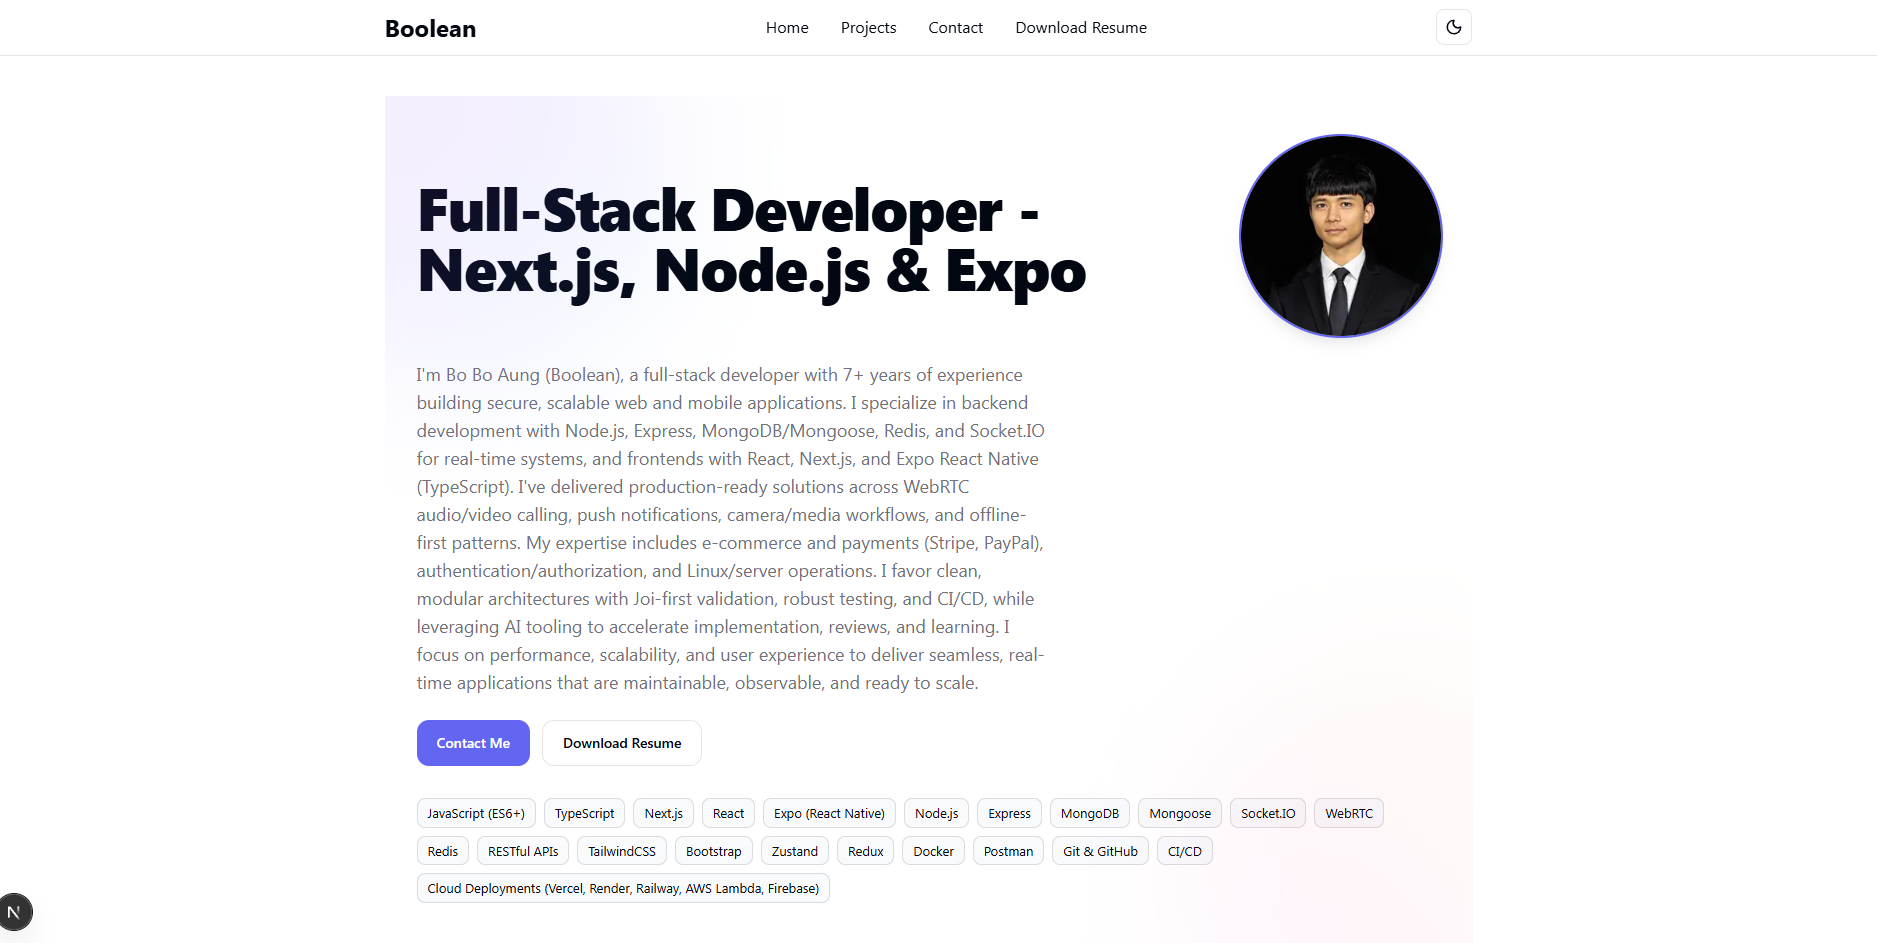 Boolean
Home
Projects
Contact
Download Resume
Full-Stack Developer -
Next.js, Node.js & Expo
I'm Bo Bo Aung (Boolean), a full-stack developer with 7+ years of experience
building secure, scalable web and mobile applications. I specialize in backend
development with Node.js, Express, MongoDB/Mongoose, Redis, and Socket.IO
for real-time systems, and frontends with React, Next.js, and Expo React Native
(TypeScript). I've delivered production-ready solutions across WebRTC
audio/video calling, push notifications, camera/media workflows, and offline-
first patterns. My expertise includes e-commerce and payments (Stripe, PayPal),
authentication/authorization, and Linux/server operations. I favor clean,
modular architectures with Joi-first validation, robust testing, and CI/CD, while
leveraging AI tooling to accelerate implementation, reviews, and learning. I
focus on performance, scalability, and user experience to deliver seamless, real-
time applications that are maintainable, observable, and ready to scale.
Contact Me
Download Resume
JavaScript (ES6+)
TypeScript
Next.js
React
Expo (React Native)
Node.js
Express
MongoDB
Mongoose
Socket.IO
WebRTC
Redis
RESTful APIs
TailwindCSS
Bootstrap
Zustand
Redux
Docker
Postman
Git & GitHub
CI/CD
Cloud Deployments (Vercel, Render, Railway, AWS Lambda, Firebase)
N